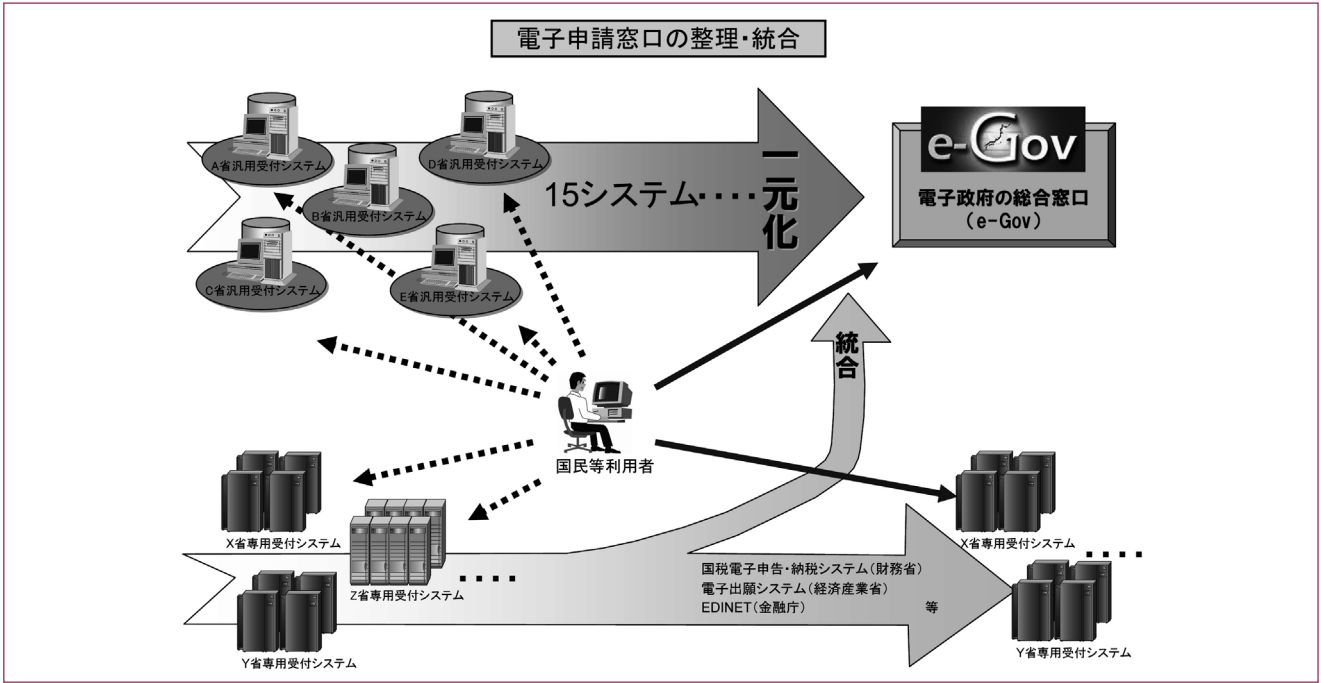 電子申請窓口の整理・統合
A省汎用受付システム
D省汎用受付システム
B省汎用受付システム
C省汎用受付システム
E省汎用受付システム
15システム‥‥一元化
e-Gov
電子政府の総合窓口
(e-Gov)
統合
国民等利用者
X省専用受付システム
Z省専用受付システム
‥‥
Y省専用受付システム
国税電子申告・納税システム(財務省)
電子出願システム(経済産業省)
EDINET(金融庁) 等
X省専用受付システム
‥‥
Y省専用受付システム